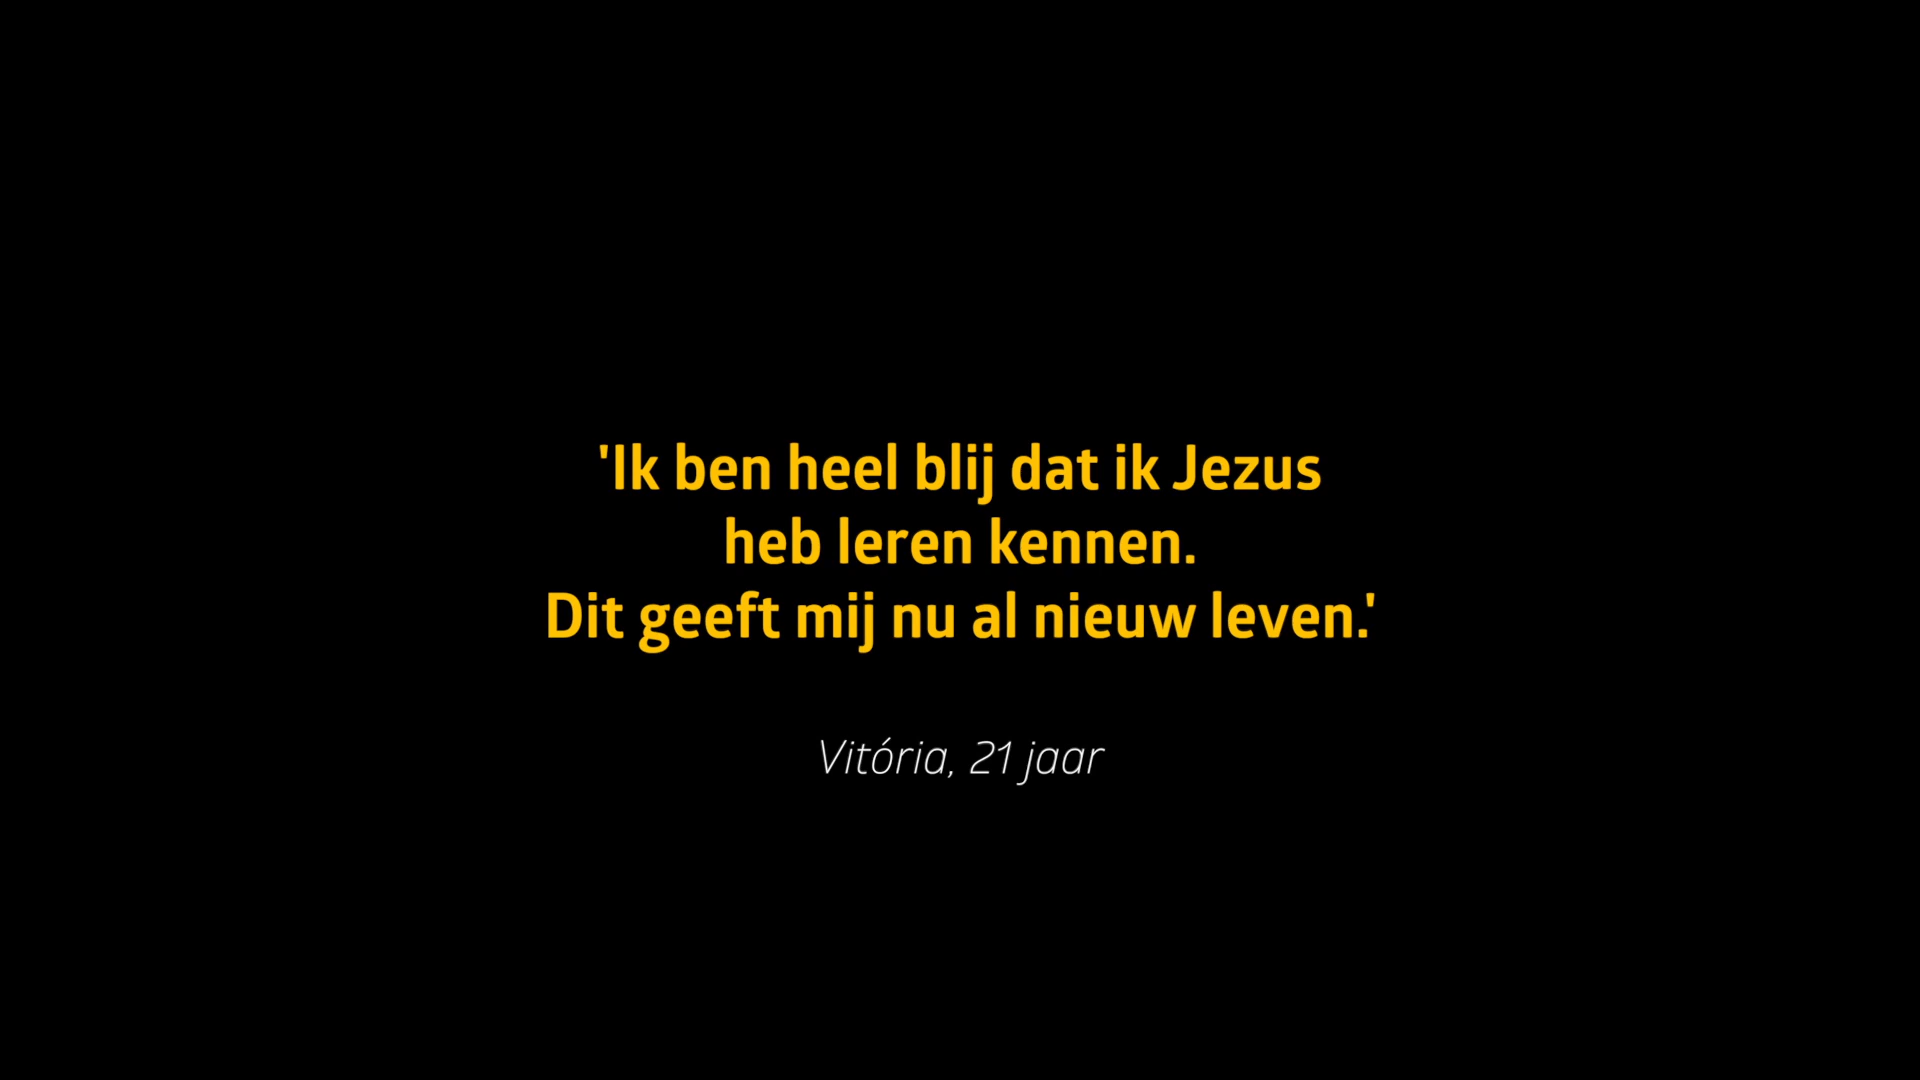 'Ik ben heel blij dat ik Jezus
heb leren kennen.
Dit geeft mij nu al nieuw leven.'
Vitória, 21 jaar